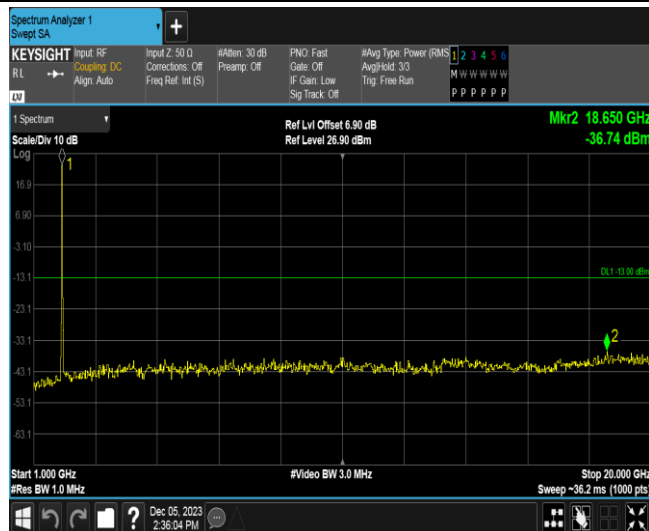 Spectrum Analyzer 1
Swept SA
+
KEYSIGHT
RL
LXI
Input: RF
Coupling: DC
Align: Auto
Input Z: 50 Ω
Corrections: Off
Freq Ref: Int (S)
#Atten: 30 dB
Preamp: Off
PNO: Fast
Gate: Off
IF Gain: Low
Sig Track: Off
#Avg Type: Power (RMS
Avg|Hold: 3/3
Trig: Free Run
1 2 3 4 5 6
M W W W W W
P P P P P P
1 Spectrum
Scale/Div 10 dB
Log
Ref Lvl Offset 6.90 dB
Ref Level 26.90 dBm
Mkr2 18.650 GHz
-36.74 dBm
1
16.9
6.90
-3.10
-13.1
DL1 -13.00 dBm
-23.1
-33.1
2
-43.1
-53.1
-63.1
Start 1.000 GHz
#Res BW 1.0 MHz
#Video BW 3.0 MHz
Stop 20.000 GHz
Sweep ~36.2 ms (1000 pts)
?
Dec 05, 2023
2:36:04 PM